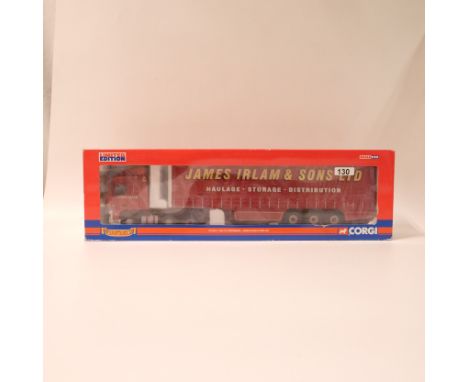 LIMITED
EDITION
130
JAMES IRLAM & SONS LTD
HAULAGE · STORAGE · DISTRIBUTION
CORGI